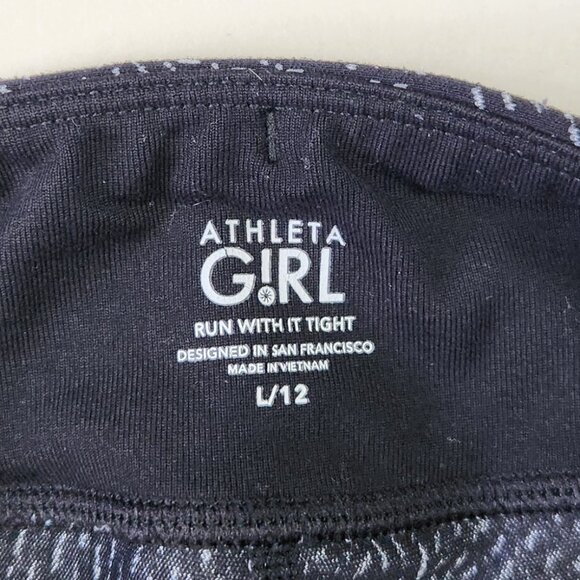 ATHLETA
G!RL
RUN WITH IT TIGHT
DESIGNED IN SAN FRANCISCO
MADE IN VIETNAM
L/12